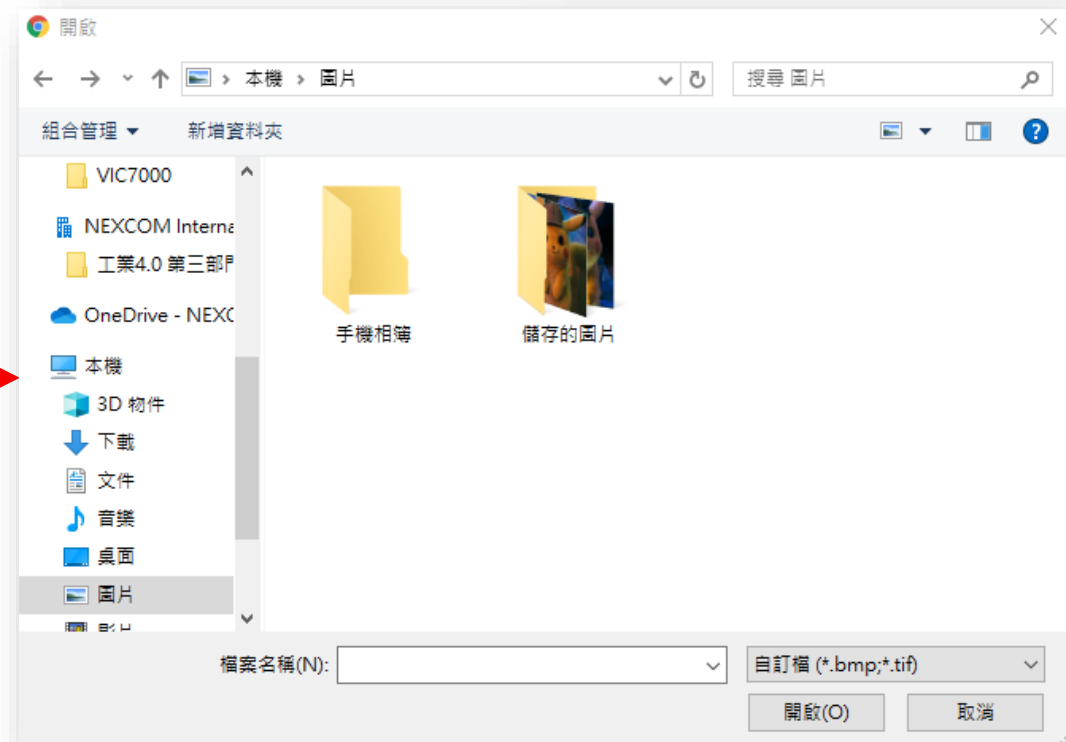 開啟
本機 › 圖片
搜尋 圖片
組合管理
新增資料夾
VIC7000
NEXCOM Interna
工業4.0 第三部門
OneDrive - NEXC
本機
3D 物件
下載
文件
音樂
桌面
圖片
影片
手機相簿
儲存的圖片
檔案名稱(N):
自訂檔 (*.bmp;*.tif)
開啟(O)
取消